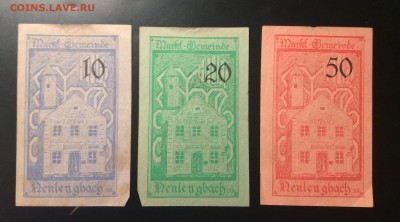 COINS.LAVE.RU
Markt-Gemeinde
10
Neulengbach
Markt-Gemeinde
20
Neulengbach
Markt-Gemeinde
50
Neulengbach